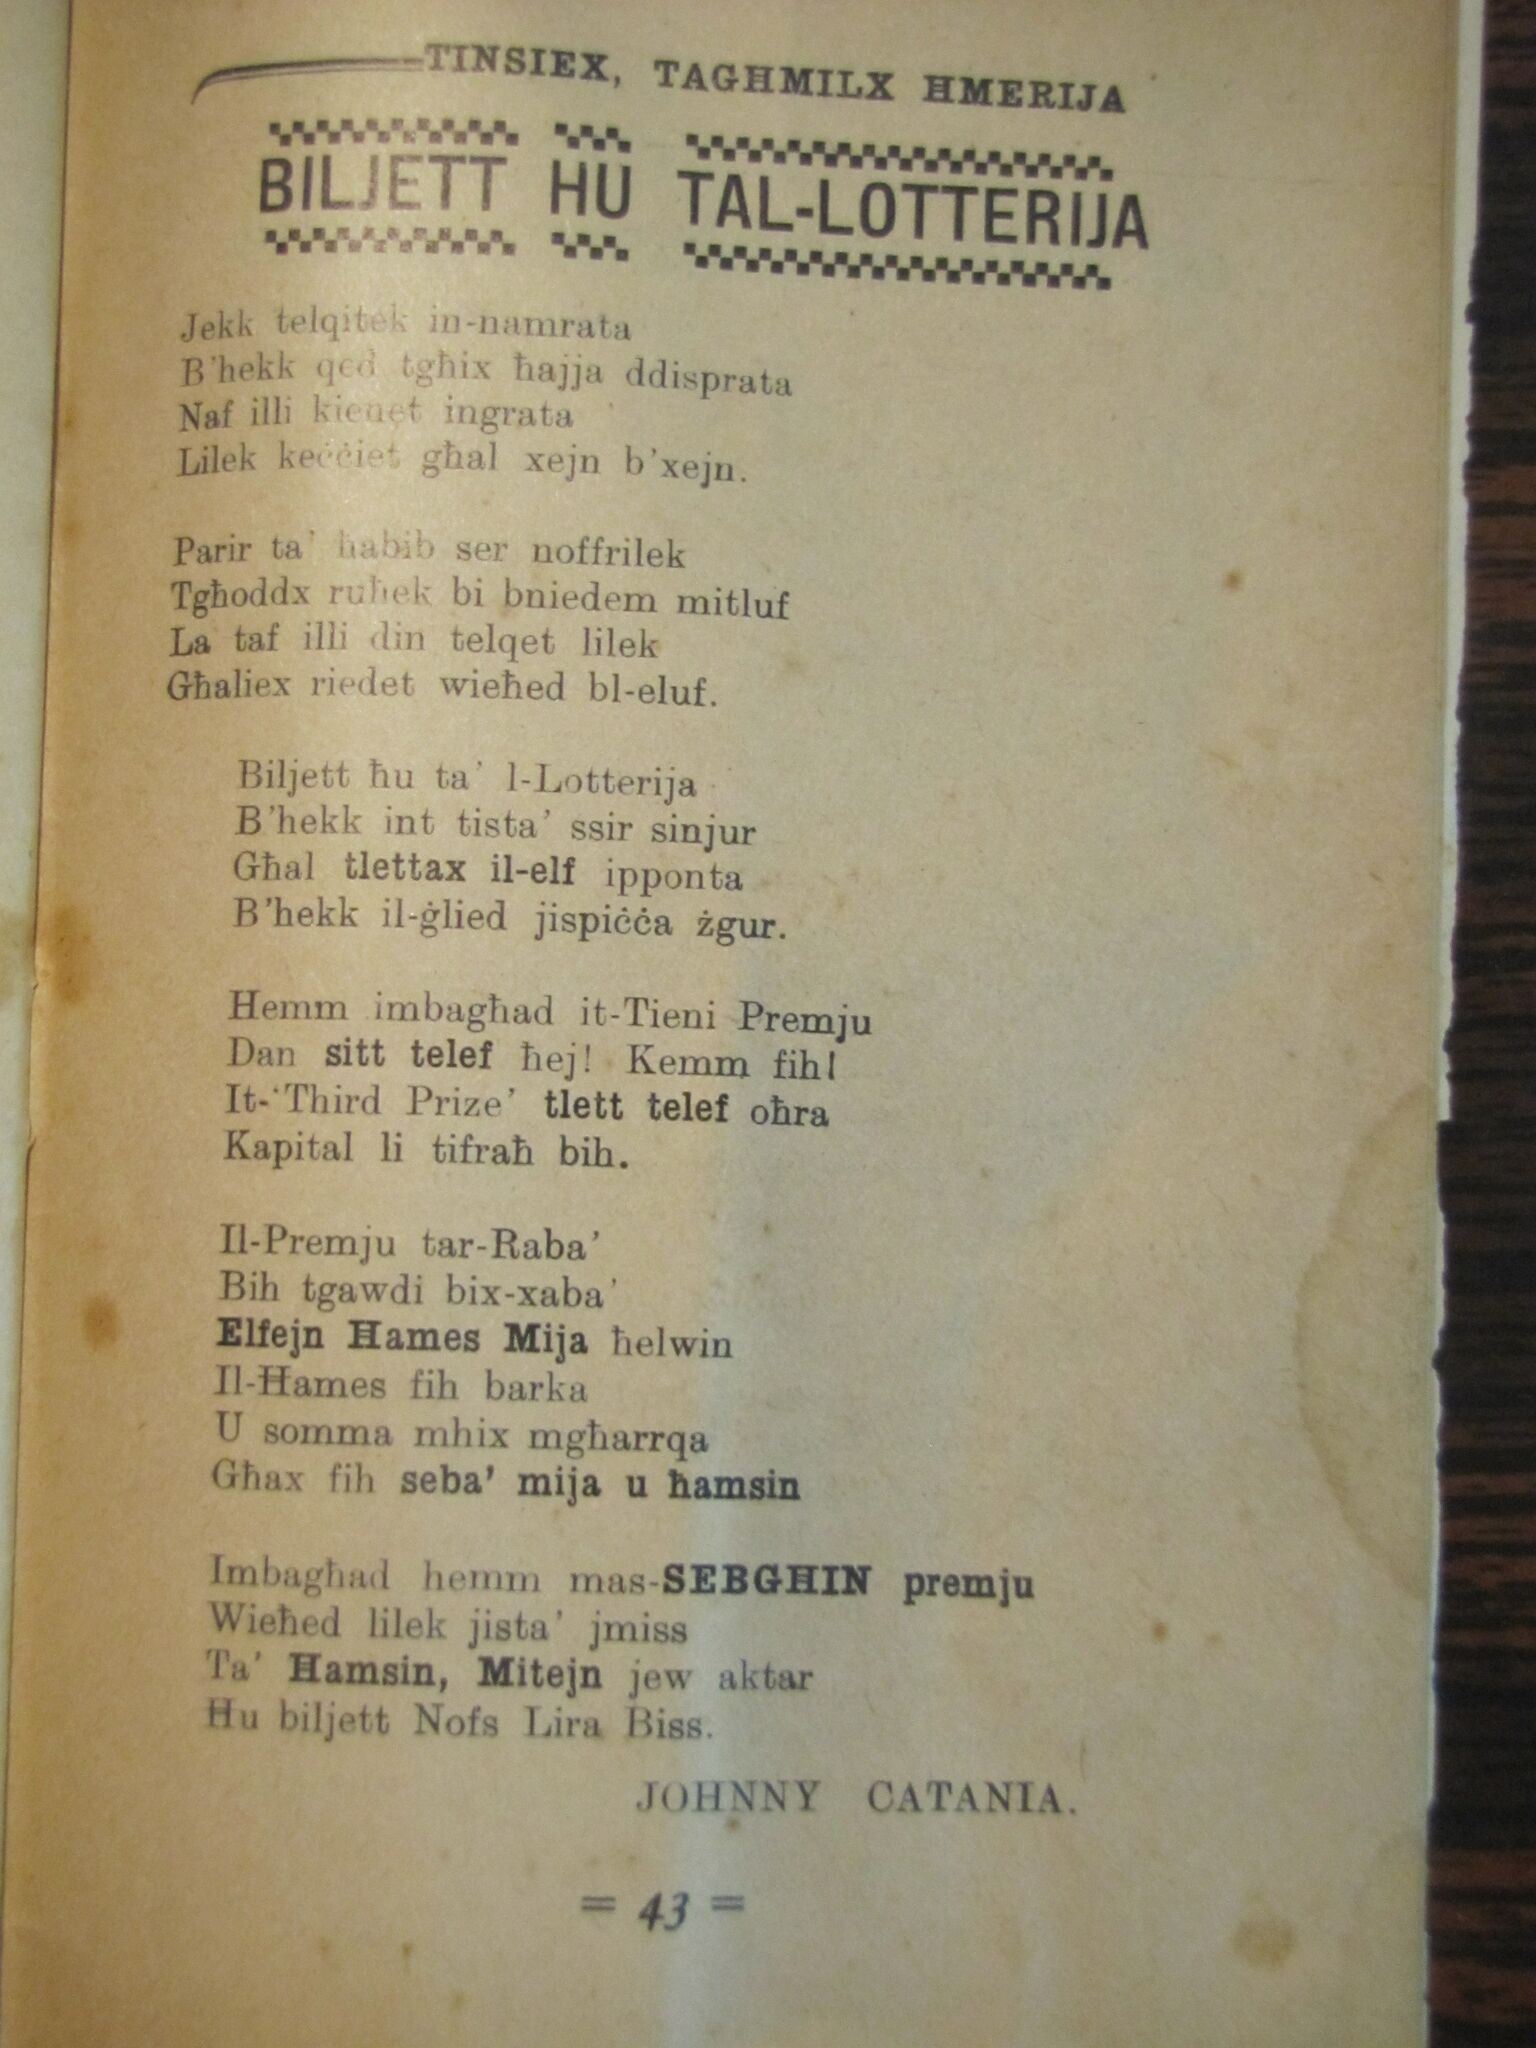 TINSIEX, TAGĦMILX ĦMERIJA
BILJETT HU TAL-LOTTERIJA
Jekk telqitek in-namrata
B'hekk qed tgħix ħajja ddisprata
Naf illi kienet ingrata
Lilek keċċiet għal xejn b'xejn.
Parir ta' ħabib ser noffrilek
Tgħoddx ruħek bi bniedem mitluf
La taf illi din telqet lilek
Għaliex riedet wieħed bl-eluf.
Biljett ħu ta' l-Lotterija
B'hekk int tista' ssir sinjur
Għal tlettax il-elf ipponta
B'hekk il-ġlied jispiċċa żgur.
Hemm imbagħad it-Tieni Premju
Dan sitt telef ħej! Kemm fih!
It-'Third Prize' tlett telef oħra
Kapital li tifraħ bih.
Il-Premju tar-Raba'
Bih tgawdi bix-xaba'
Elfejn Ħames Mija ħelwin
Il-Ħames fih barka
U somma mhix mgħarrqa
Għax fih seba' mija u ħamsin
Imbagħad hemm mas-SEBGĦIN premju
Wieħed lilek jista' jmiss
Ta' Ħamsin, Mitejn jew aktar
Ħu biljett Nofs Lira Biss.
JOHNNY CATANIA.
= 43 =